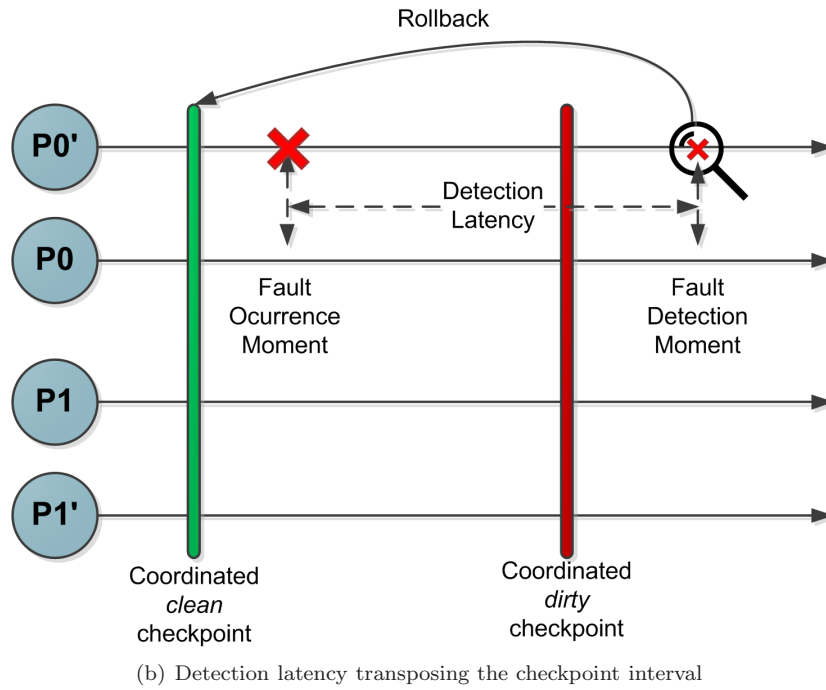 Rollback
P0'
Detection
Latency
P0
Fault
Ocurrence
Moment
Fault
Detection
Moment
P1
P1'
Coordinated
clean
checkpoint
Coordinated
dirty
checkpoint
(b) Detection latency transposing the checkpoint interval